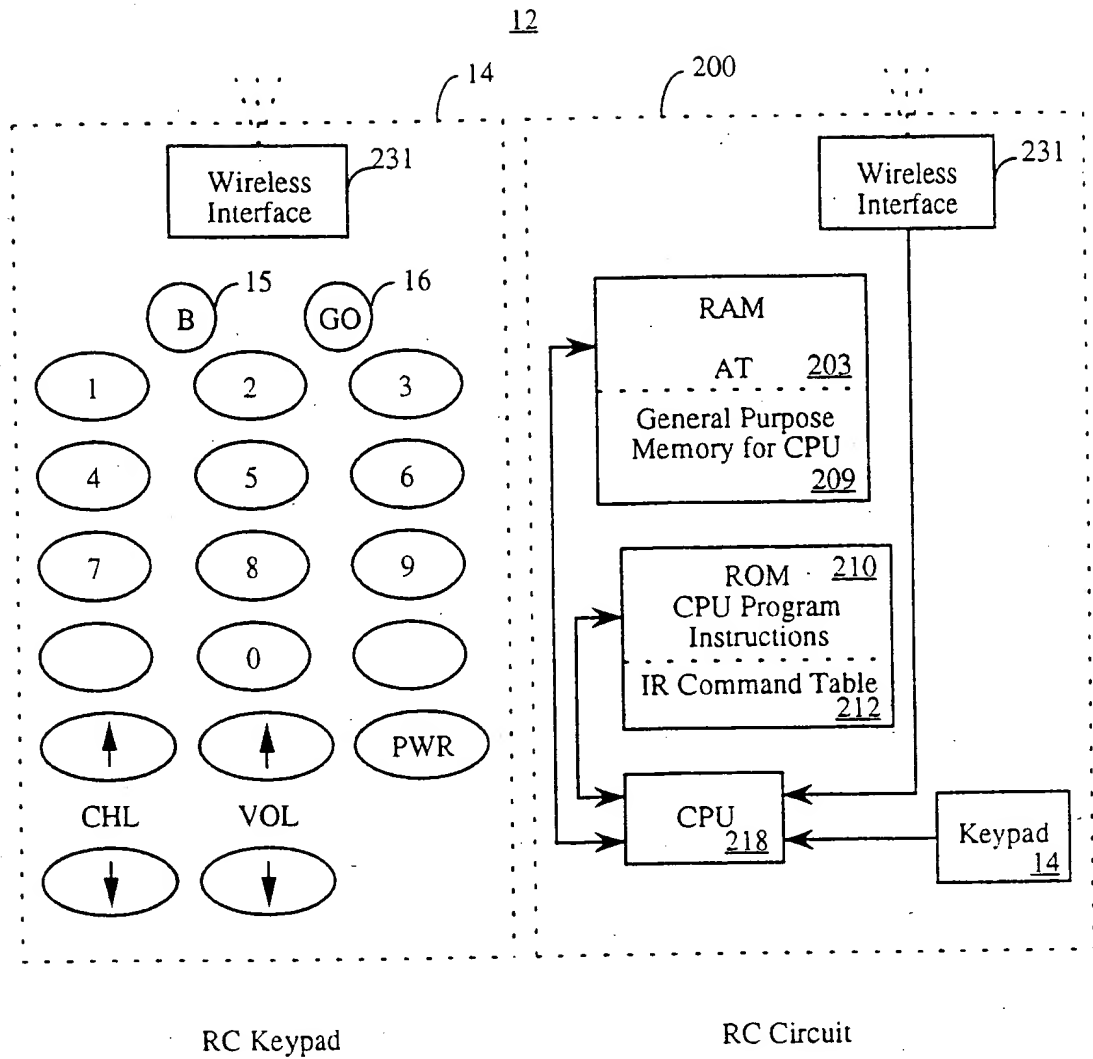 12
14
200
Wireless
Interface
231
Wireless
Interface
231
B
15
GO
16
1
2
3
4
5
6
7
8
9
0
PWR
CHL
VOL
RAM
AT
203
General Purpose
Memory for CPU
209
ROM
210
CPU Program
Instructions
IR Command Table
212
CPU
218
Keypad
14
RC Keypad
RC Circuit